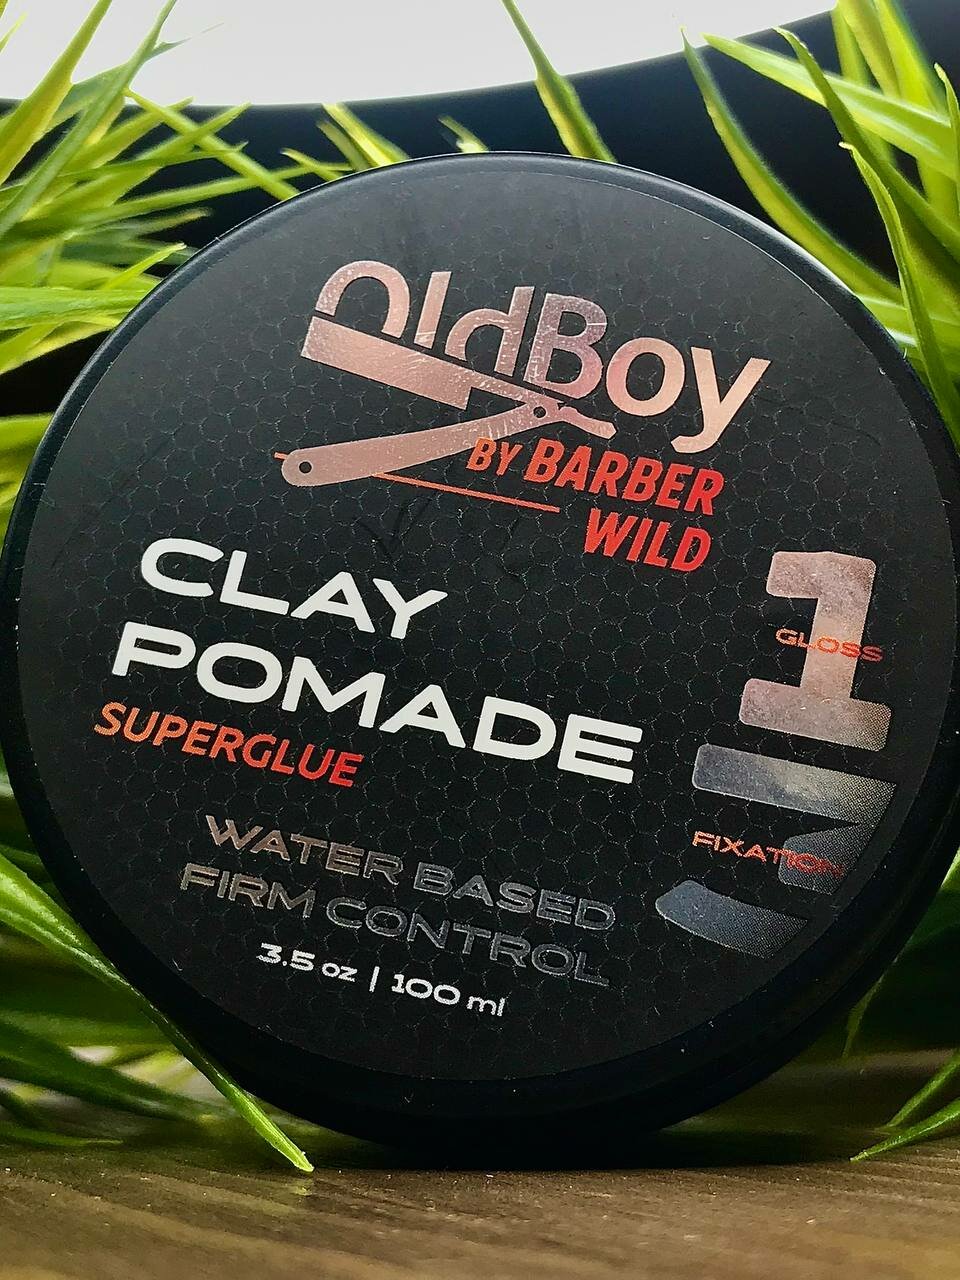 OldBoy
BY BARBER
WILD
CLAY
POMADE
SUPERGLUE
WATER BASED
FIRM CONTROL
3.5 oz | 100 ml
1
GLOSS
FIXATION